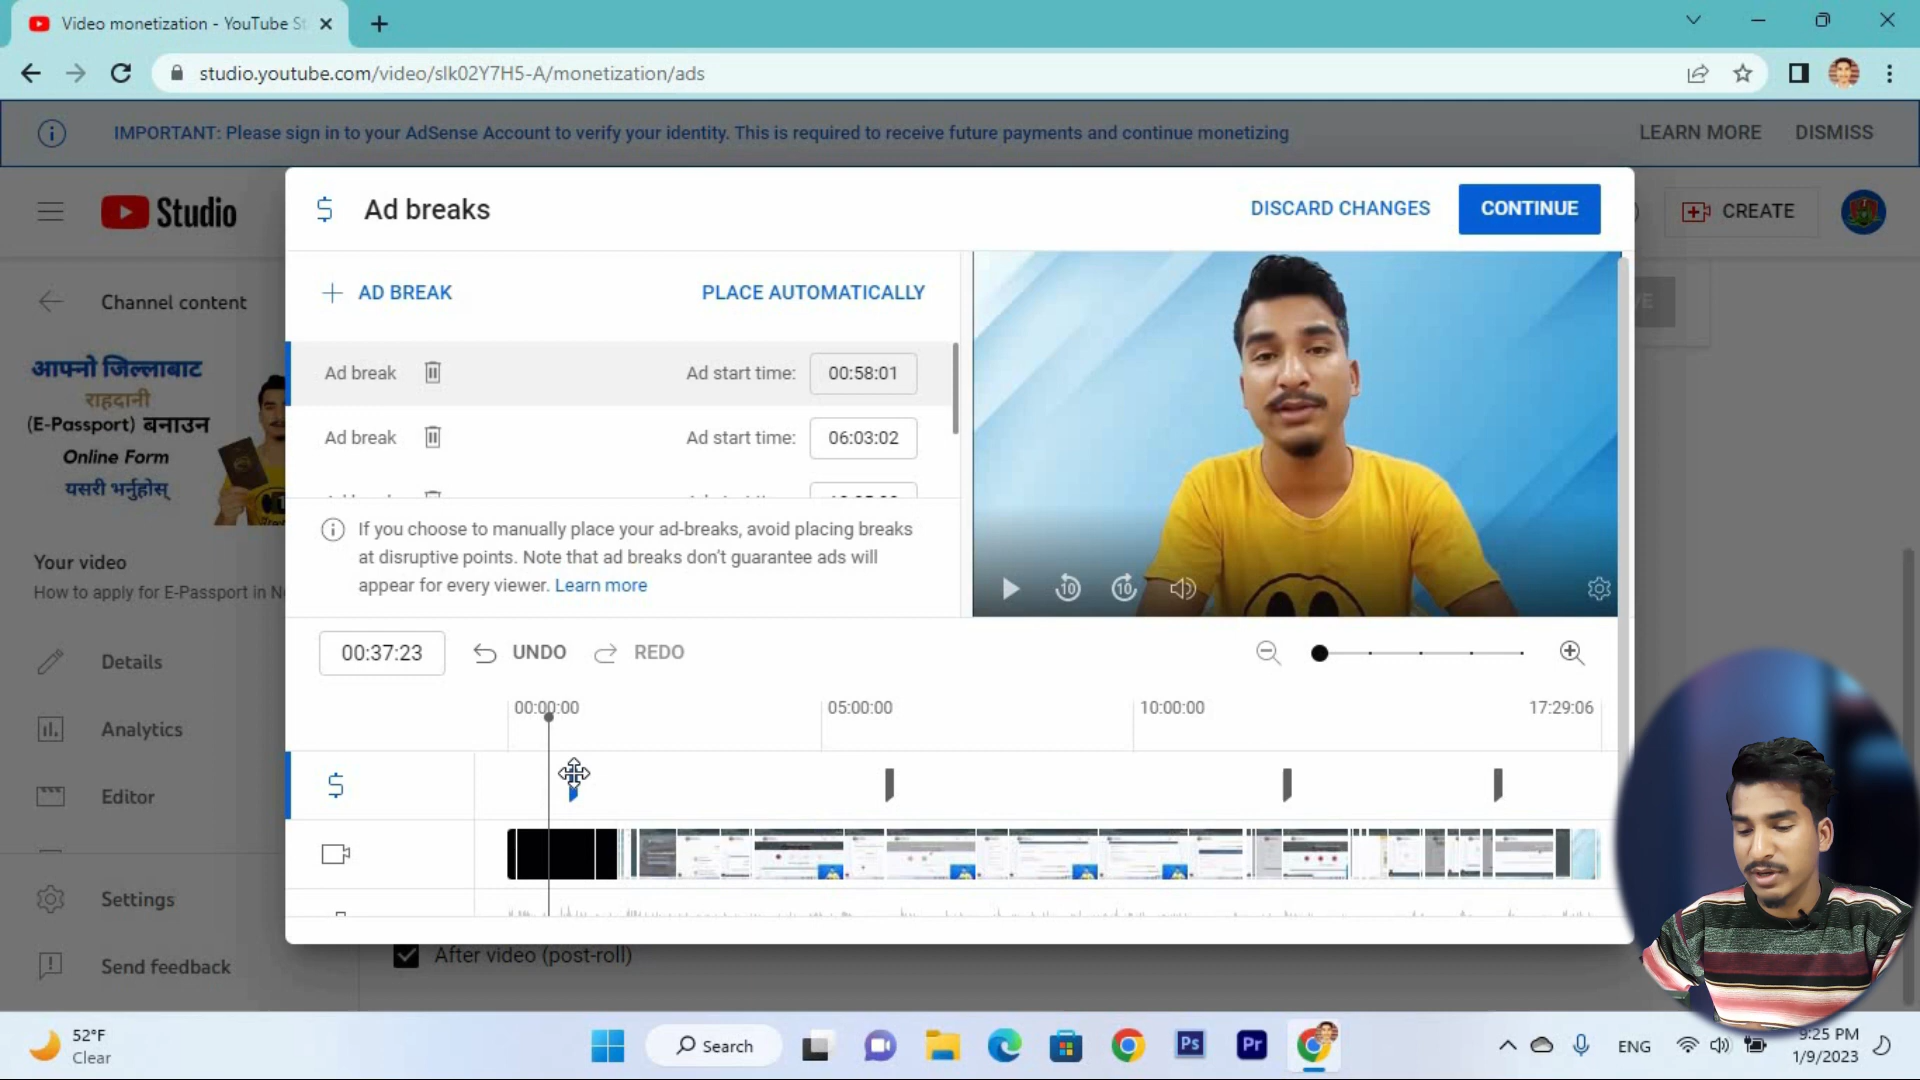 Video monetization - YouTube St
studio.youtube.com/video/slk02Y7H5-A/monetization/ads
IMPORTANT: Please sign in to your AdSense Account to verify your identity. This is required to receive future payments and continue monetizing
LEARN MORE
DISMISS
Studio
CREATE
Ad breaks
DISCARD CHANGES
CONTINUE
AD BREAK
PLACE AUTOMATICALLY
Channel content
आफ्नो जिल्लाबाट
राहदानी
(E-Passport) बनाउन
Online Form
यसरी भर्नुहोस्
Ad break
Ad start time:
00:58:01
Ad break
Ad start time:
06:03:02
If you choose to manually place your ad-breaks, avoid placing breaks
at disruptive points. Note that ad breaks don't guarantee ads will
appear for every viewer. Learn more
10
10
Your video
How to apply for E-Passport in N
00:37:23
UNDO
REDO
Details
Analytics
Editor
Settings
Send feedback
00:00:00
05:00:00
10:00:00
17:29:06
After video (post-roll)
52°F
Clear
Search
Ps
Pr
ENG
9:25 PM
1/9/2023